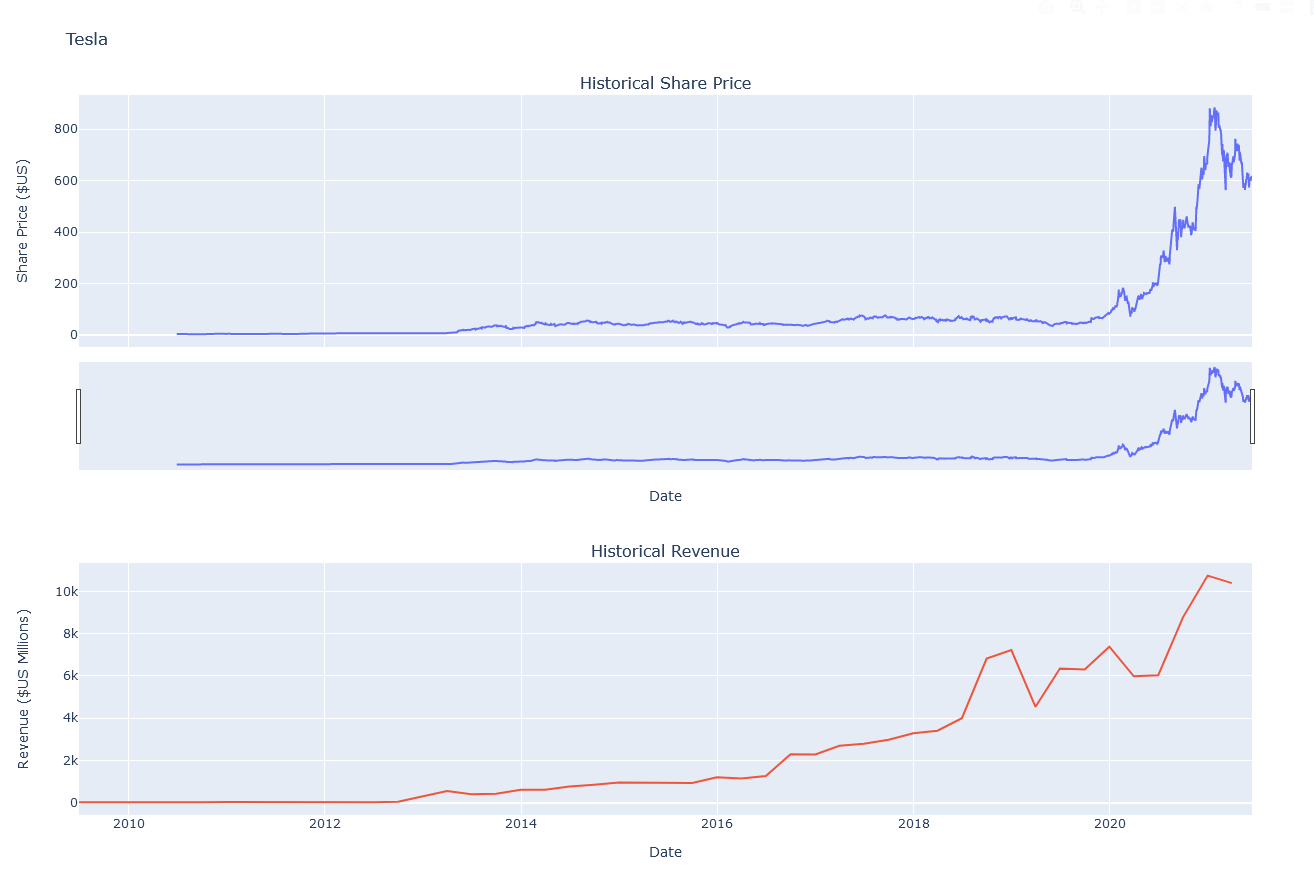 Tesla
Historical Share Price
Share Price ($US)
800
600
400
200
0
Date
Historical Revenue
Revenue ($US Millions)
10k
8k
6k
4k
2k
0
2010 2012 2014 2016 2018 2020
Date